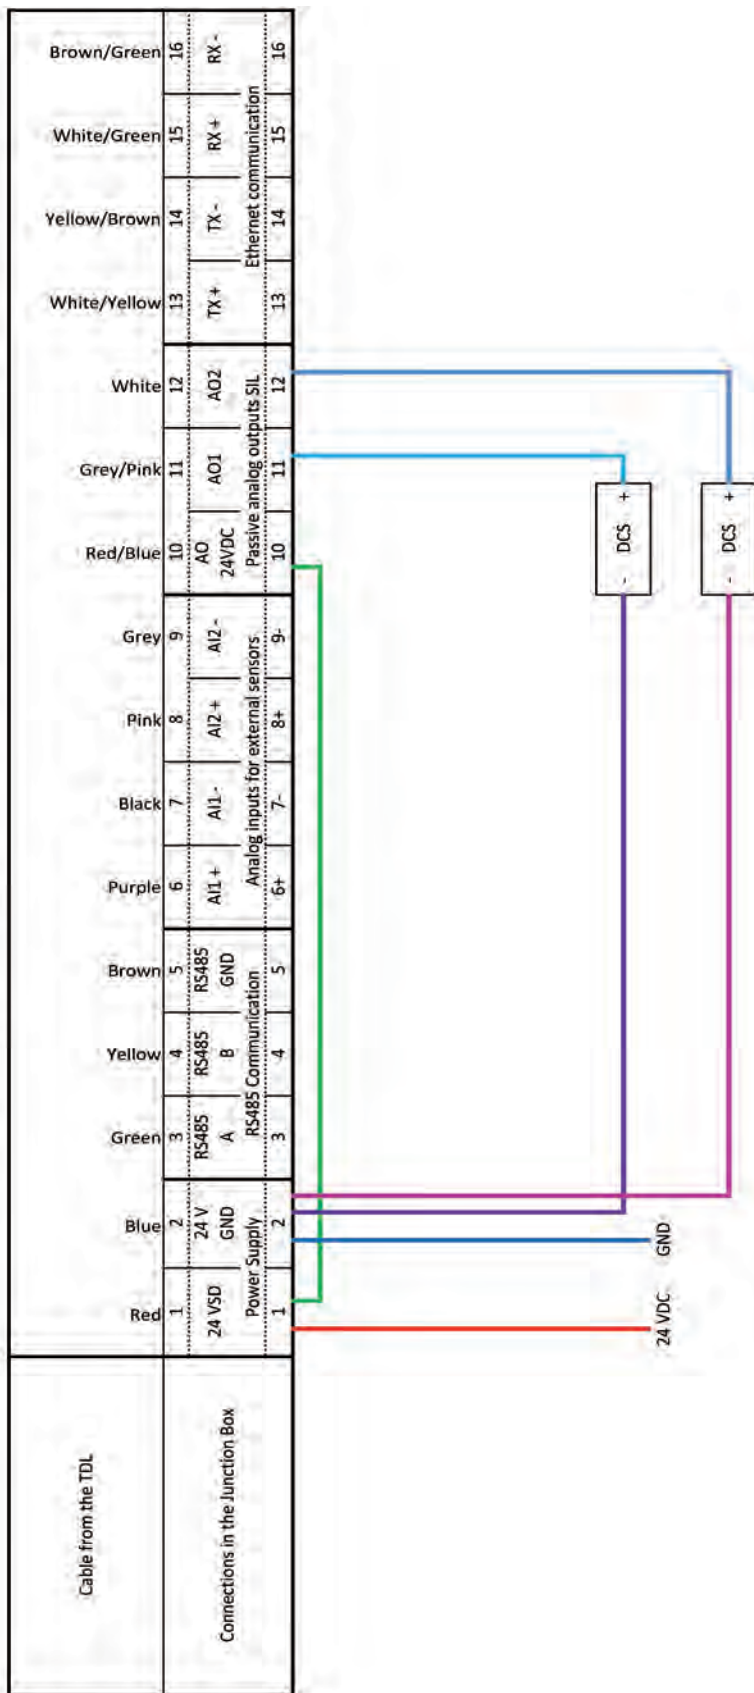 Cable from the TDL
Red
Blue
Green
Yellow
Brown
Purple
Black
Pink
Grey
Red/Blue
Grey/Pink
White
White/Yellow
Yellow/Brown
White/Green
Brown/Green
Connections in the Junction Box
1
2
3
4
5
6
7
8
9
10
11
12
13
14
15
16
24 VSD
24 V
GND
RS485
A
RS485
B
RS485
GND
AI1 +
AI1 -
AI2 +
AI2 -
AO
24VDC
AO1
AO2
TX +
TX -
RX +
RX -
Power Supply
RS485 Communication
Analog inputs for external sensors
Passive analog outputs SIL
Ethernet communication
1
2
3
4
5
6+
7-
8+
9-
10
11
12
13
14
15
16
- DCS +
- DCS +
24 VDC
GND